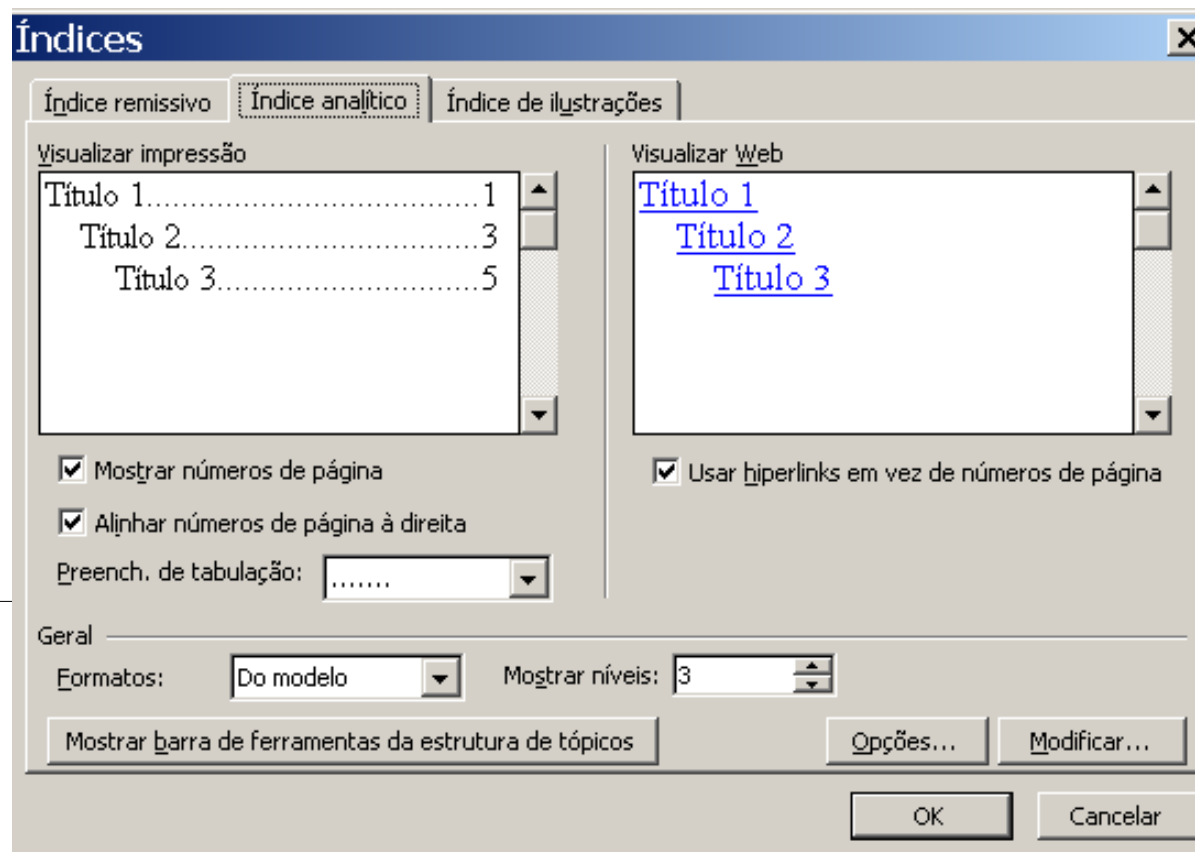 Índices
Índice remissivo Índice analítico Índice de ilustrações
Visualizar impressão
Título 1.......................................1
Título 2...................................3
Título 3...............................5
Visualizar Web
Título 1
Título 2
Título 3
Mostrar números de página
Alinhar números de página à direita
Preench. de tabulação: .......
Usar hiperlinks em vez de números de página
Geral
Formatos: Do modelo Mostrar níveis: 3
Mostrar barra de ferramentas da estrutura de tópicos Opções... Modificar...
OK Cancelar